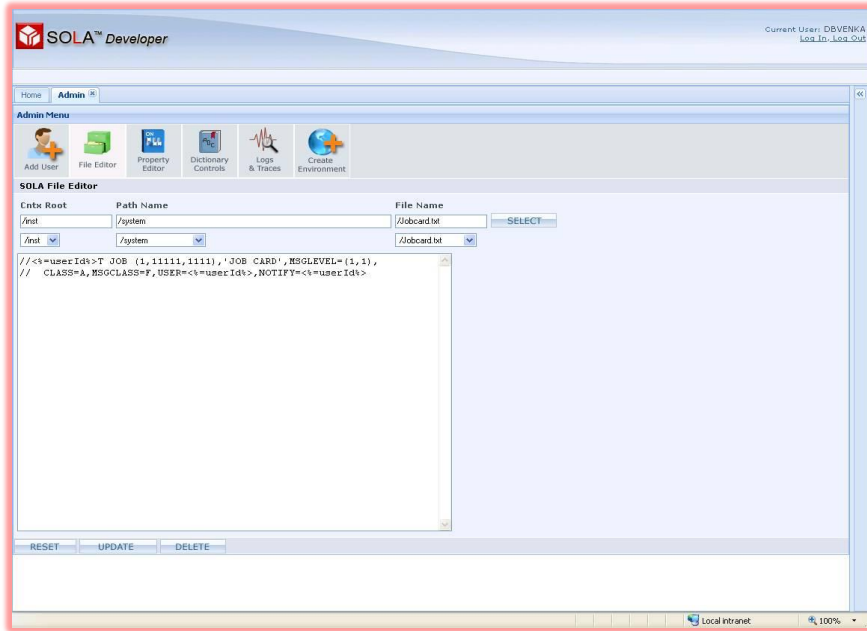 SOLA™ Developer
Current User: DBVENKA
Log In, Log Out
Home Admin
Admin Menu
Add User
File Editor
ON
Property
Editor
ABC
Dictionary
Controls
Logs
& Traces
Create
Environment
SOLA File Editor
Cntx Root Path Name File Name
/inst /system /Jobcard.txt SELECT
/inst /system /Jobcard.txt
//<%=userId%>T JOB (1,11111,1111),'JOB CARD',MSGLEVEL=(1,1),
// CLASS=A,MSGCLASS=F,USER=<%=userId%>,NOTIFY=<%=userId%>
RESET UPDATE DELETE
Local intranet 100%